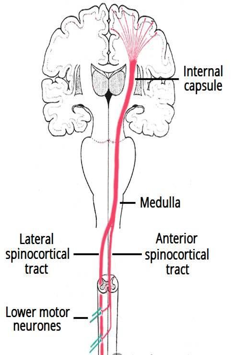 Internal
capsule
Medulla
Lateral
spinocortical
tract
Anterior
spinocortical
tract
Lower motor
neurones